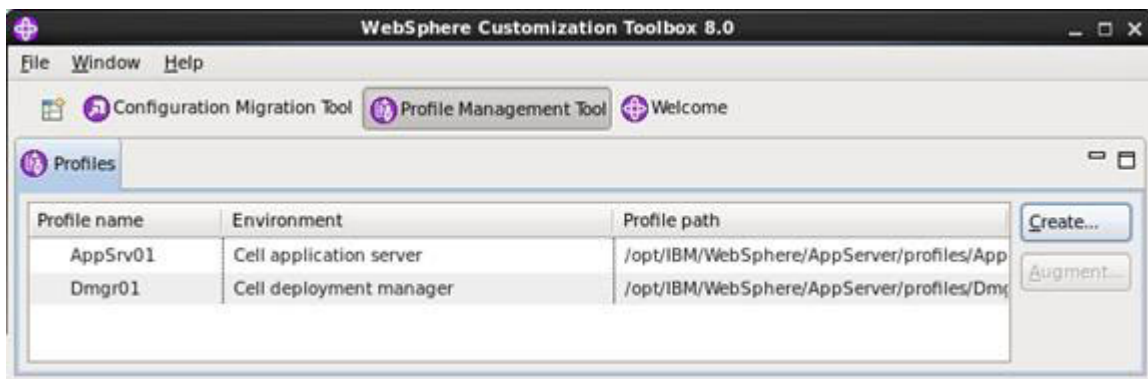 WebSphere Customization Toolbox 8.0
File Window Help
Configuration Migration Tool Profile Management Tool Welcome
Profiles
Profile name Environment Profile path
Create...
AppSrv01 Cell application server /opt/IBM/WebSphere/AppServer/profiles/App
Augment...
Dmgr01 Cell deployment manager /opt/IBM/WebSphere/AppServer/profiles/Dmg